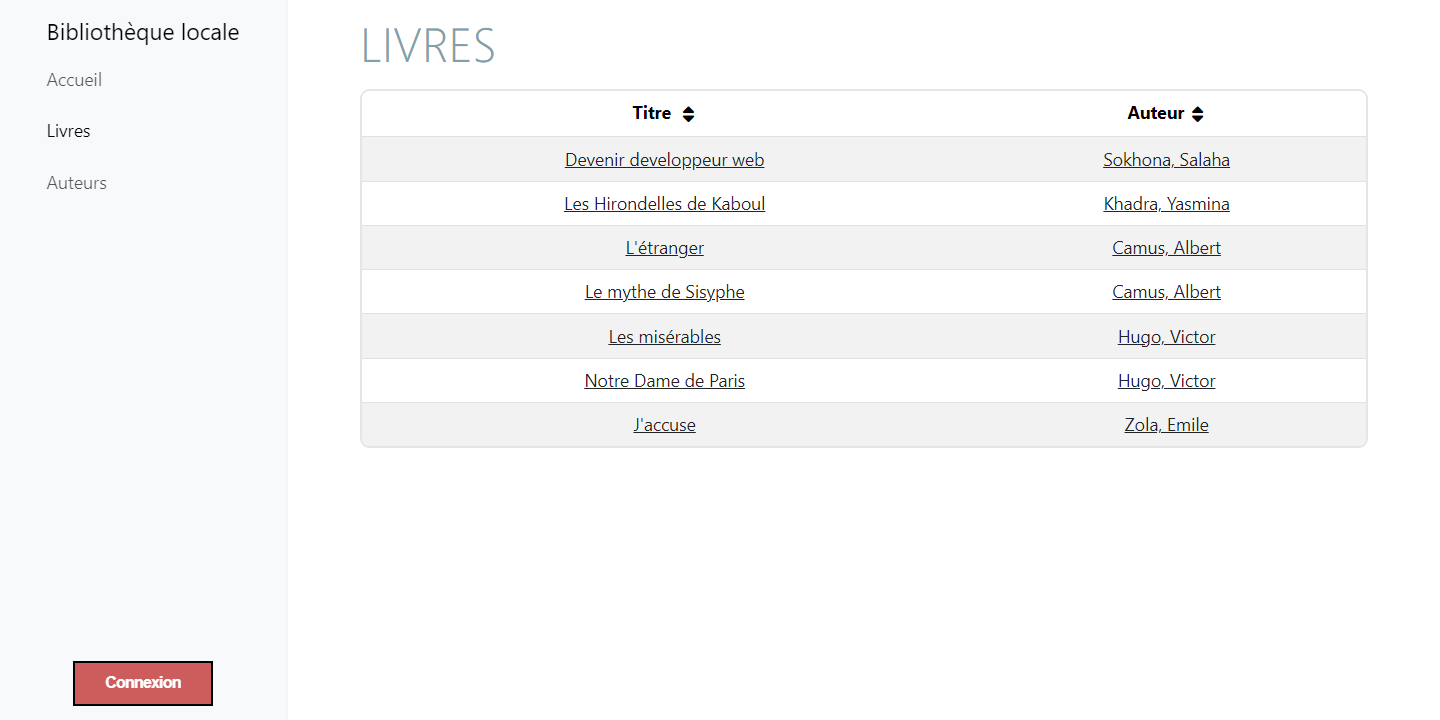 Bibliothèque locale
Accueil
Livres
Auteurs
Connexion
LIVRES
Titre Auteur
Devenir developpeur web Sokhona, Salaha
Les Hirondelles de Kaboul Khadra, Yasmina
L'étranger Camus, Albert
Le mythe de Sisyphe Camus, Albert
Les misérables Hugo, Victor
Notre Dame de Paris Hugo, Victor
J'accuse Zola, Emile